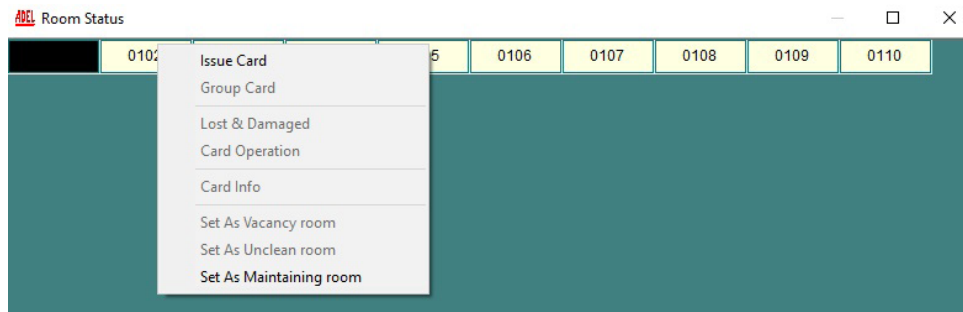 ADEL Room Status
0102 5 0106 0107 0108 0109 0110
Issue Card
Group Card
Lost & Damaged
Card Operation
Card Info
Set As Vacancy room
Set As Unclean room
Set As Maintaining room